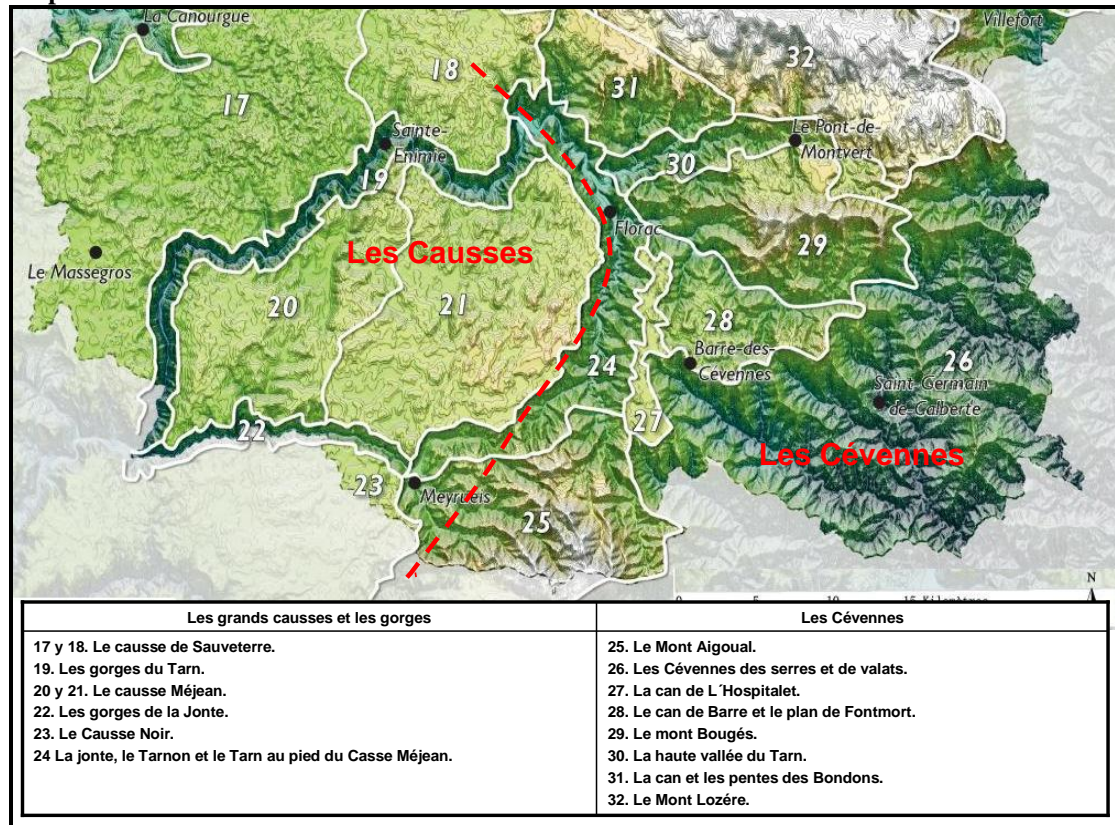 La Canourgue
Villefort
18
32
31
17
Le Pont-de-
Montvert
Sainte-
Enimie
30
19
Florac
Les Causses
29
Le Massegros
20
21
28
Barre-des-
Cévennes
24
26
Saint-Germain
de-Calberte
27
22
Les Cévennes
23
Meyrueis
25
N
0 5 10 15 Kilomètres
Les grands causses et les gorges
17 y 18. Le causse de Sauveterre.
19. Les gorges du Tarn.
20 y 21. Le causse Méjean.
22. Les gorges de la Jonte.
23. Le Causse Noir.
24 La jonte, le Tarnon et le Tarn au pied du Casse Méjean.
Les Cévennes
25. Le Mont Aigoual.
26. Les Cévennes des serres et de valats.
27. La can de L´Hospitalet.
28. Le can de Barre et le plan de Fontmort.
29. Le mont Bougés.
30. La haute vallée du Tarn.
31. La can et les pentes des Bondons.
32. Le Mont Lozére.